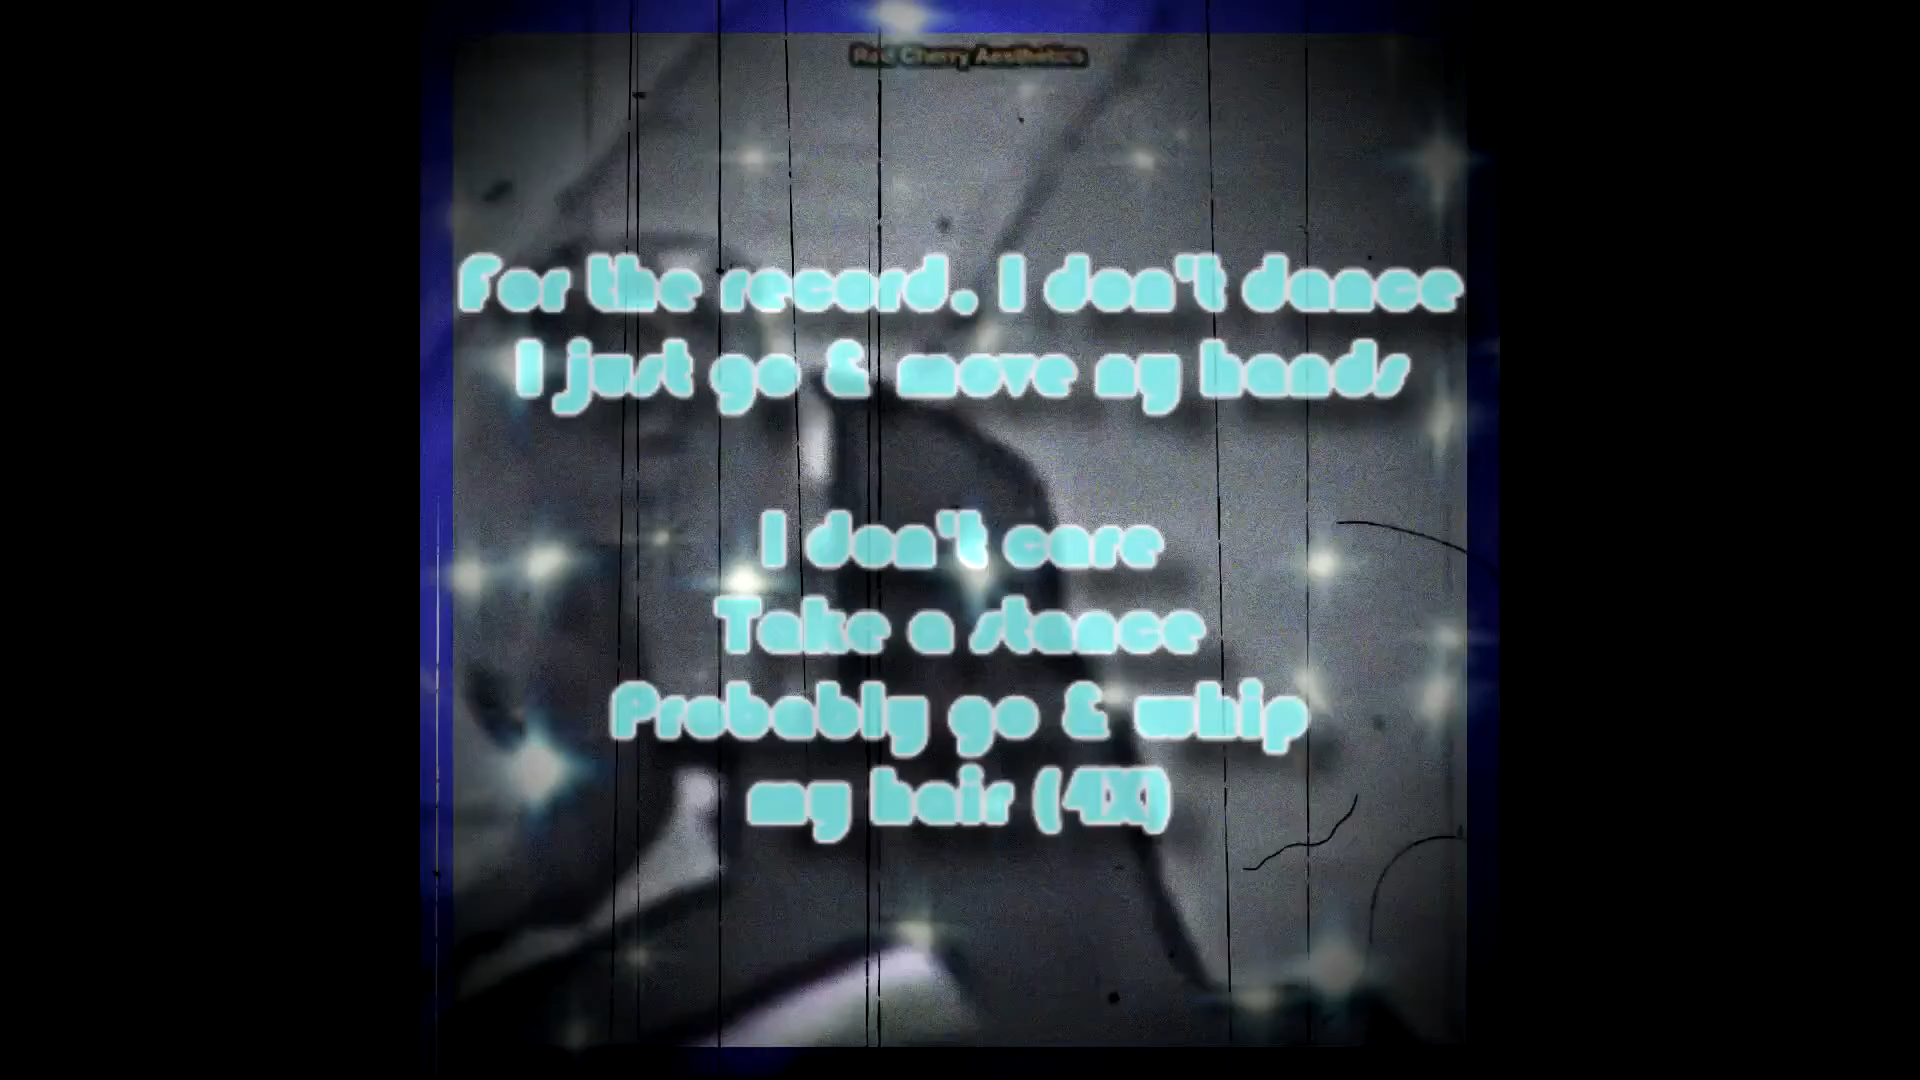 Red Cherry Aesthetics
For the record, I don't dance
I just go & move ny hands
I don't care
Take a stance
Probably go & whip
my hair (4X)